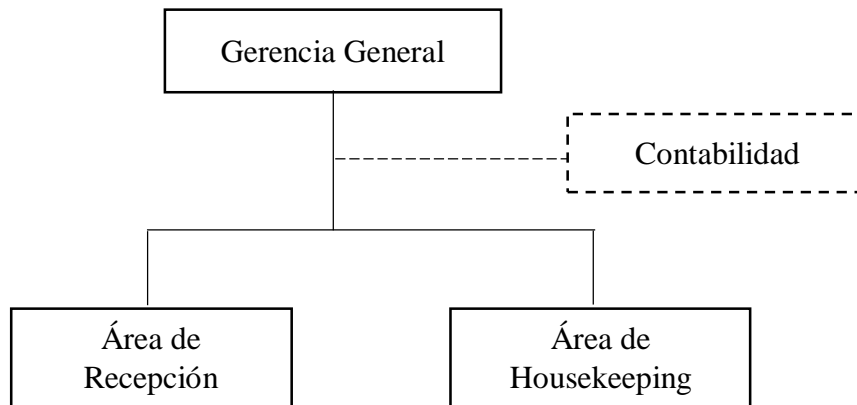 Gerencia General
Contabilidad
Área de
Recepción
Área de
Housekeeping